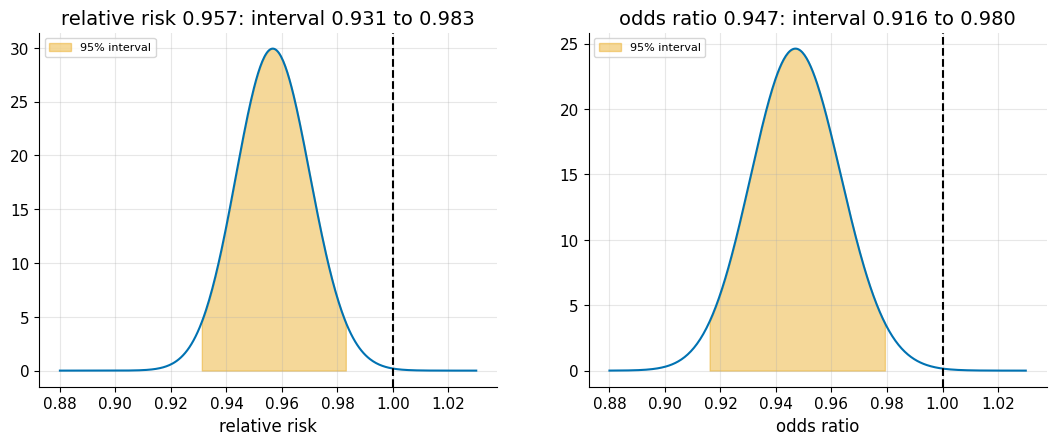 relative risk 0.957: interval 0.931 to 0.983
95% interval
30
25
20
15
10
5
0
0.88 0.90 0.92 0.94 0.96 0.98 1.00 1.02
relative risk
odds ratio 0.947: interval 0.916 to 0.980
95% interval
25
20
15
10
5
0
0.88 0.90 0.92 0.94 0.96 0.98 1.00 1.02
odds ratio